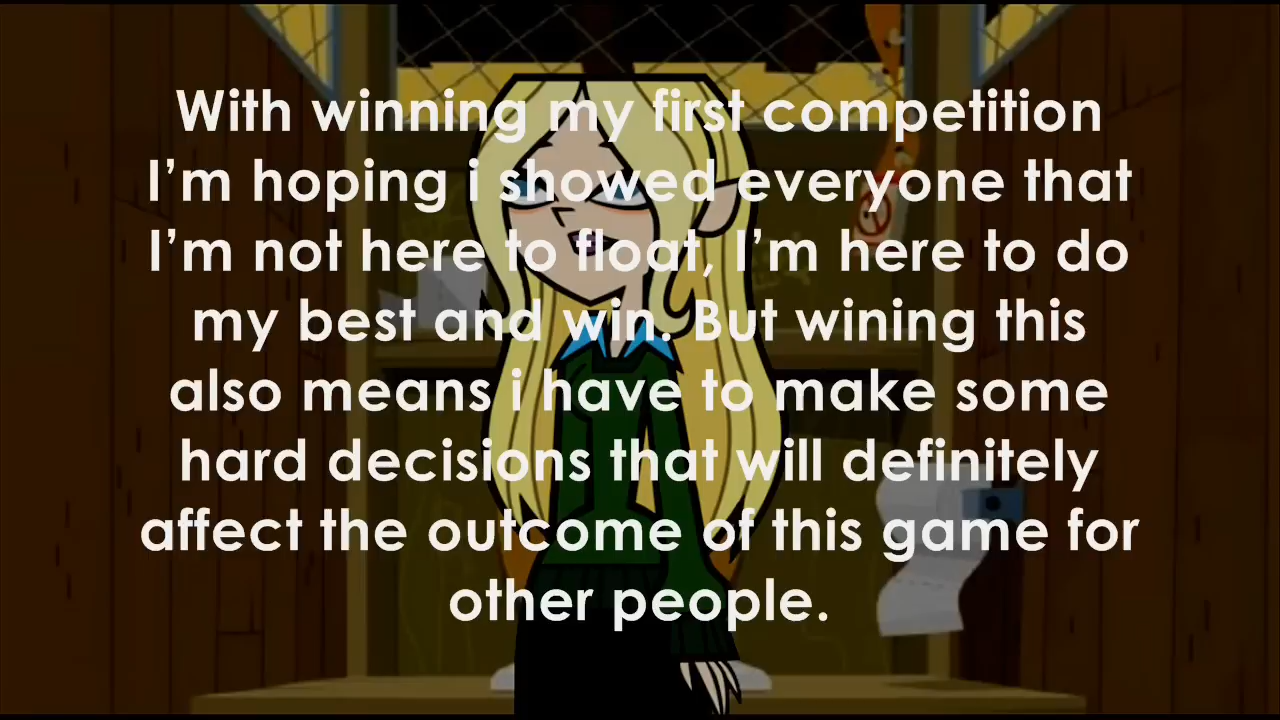 With winning my first competition
I'm hoping i showed everyone that
I'm not here to float, I'm here to do
my best and win. But wining this
also means i have to make some
hard decisions that will definitely
affect the outcome of this game for
other people.